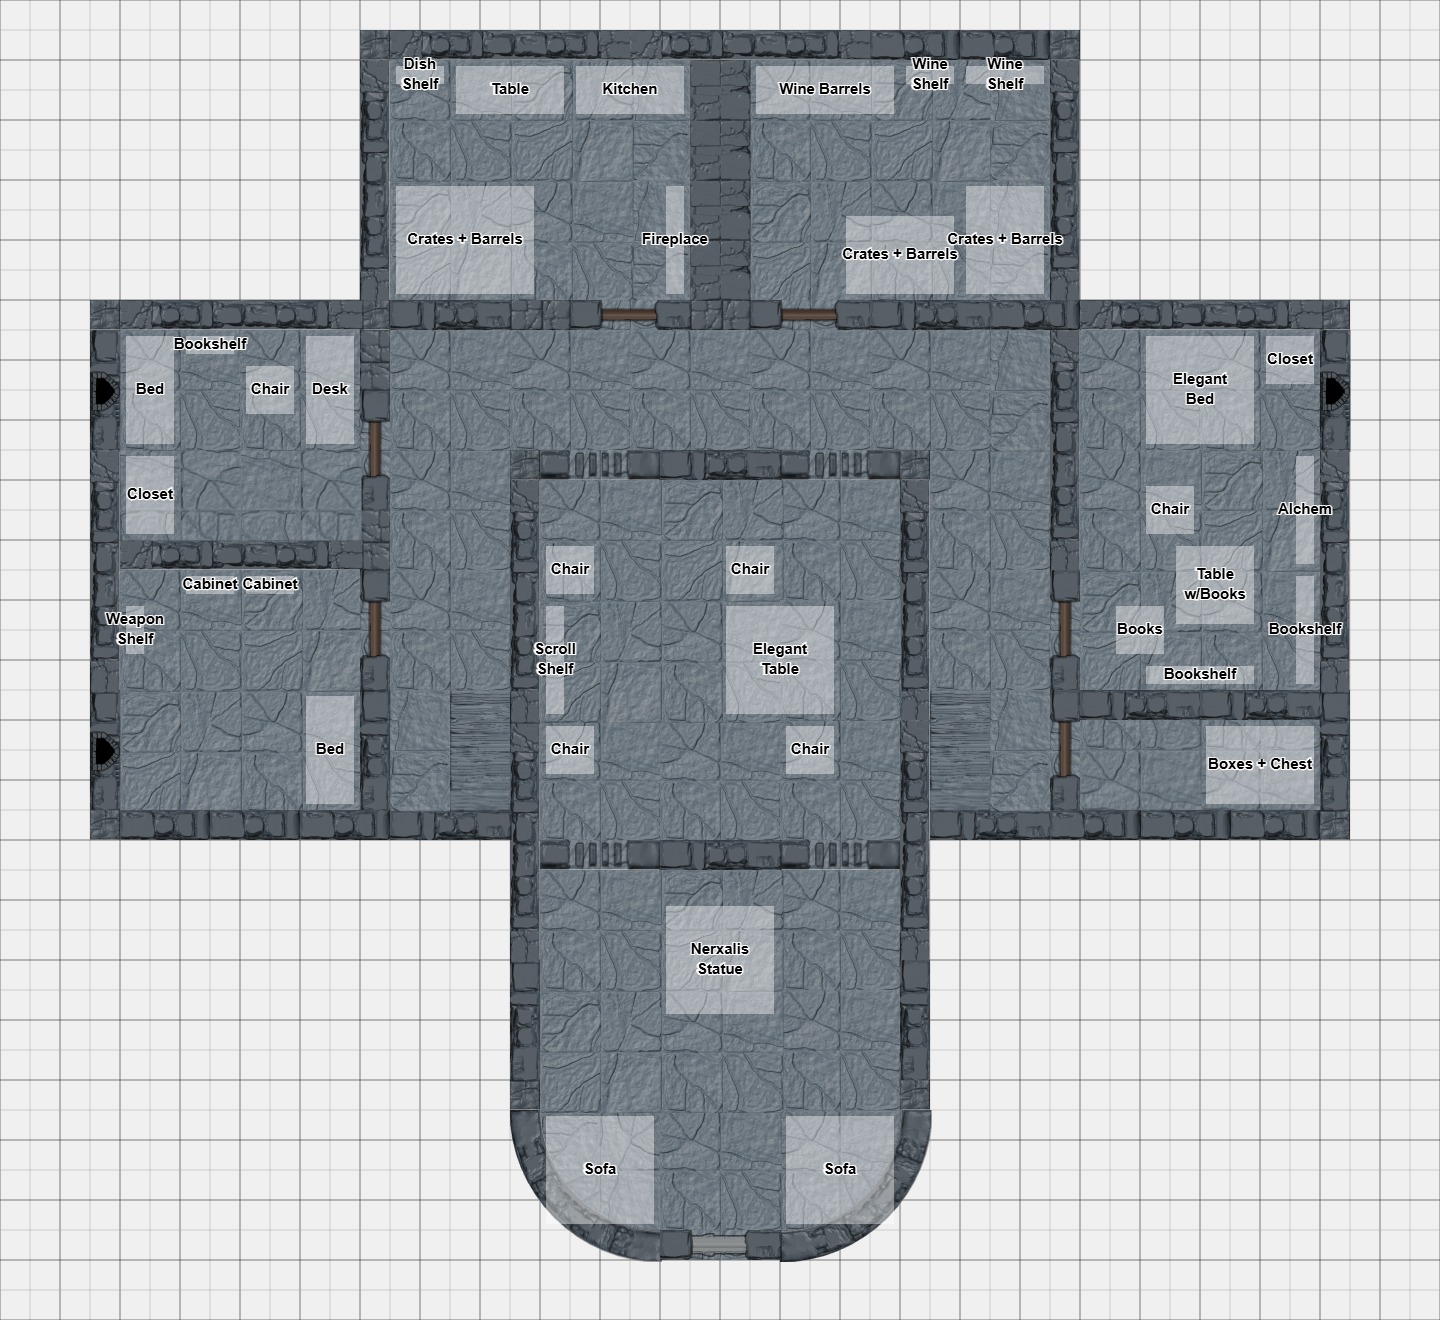 Dish
Shelf
Table
Kitchen
Wine Barrels
Wine
Shelf
Wine
Shelf
Crates + Barrels
Fireplace
Crates + Barrels
Crates + Barrels
Bookshelf
Bed
Chair
Desk
Closet
Cabinet
Cabinet
Weapon
Shelf
Bed
Chair
Chair
Scroll
Shelf
Elegant
Table
Chair
Chair
Elegant
Bed
Closet
Chair
Alchem
Table
w/Books
Books
Bookshelf
Bookshelf
Boxes + Chest
Nerxalis
Statue
Sofa
Sofa